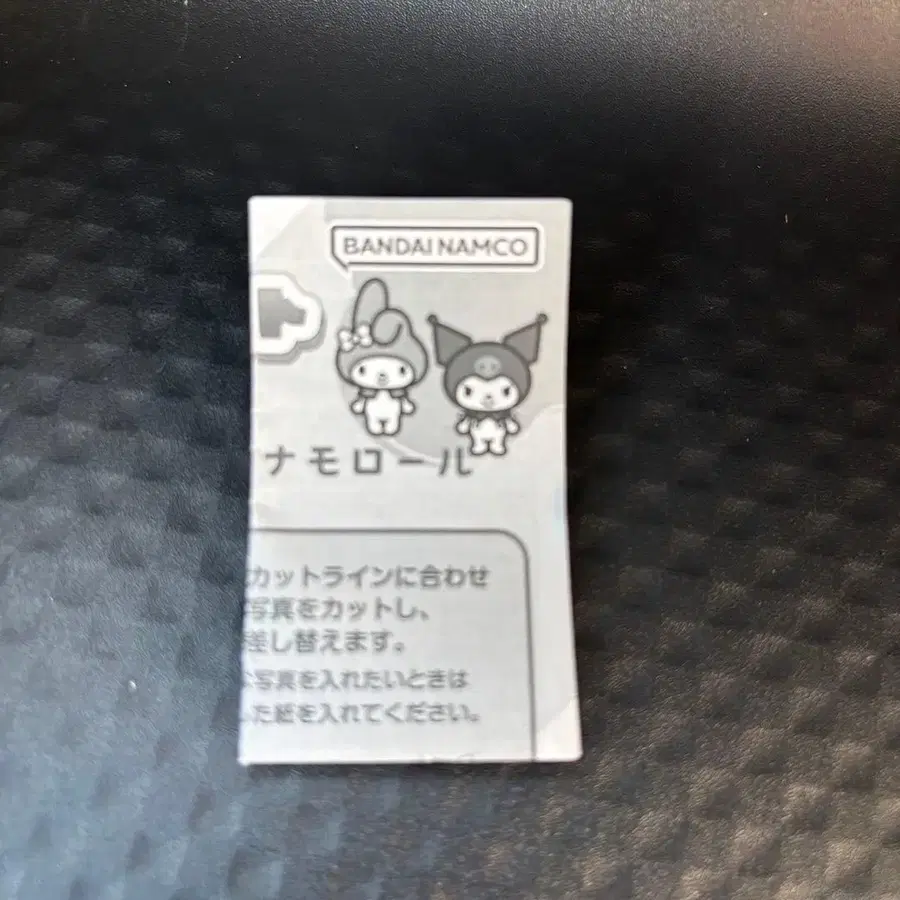 BANDAI NAMCO
ナモロール
カットラインに合わせ
写真をカットし、
差し替えます。
写真を入れたいときは
た紙を入れてください。